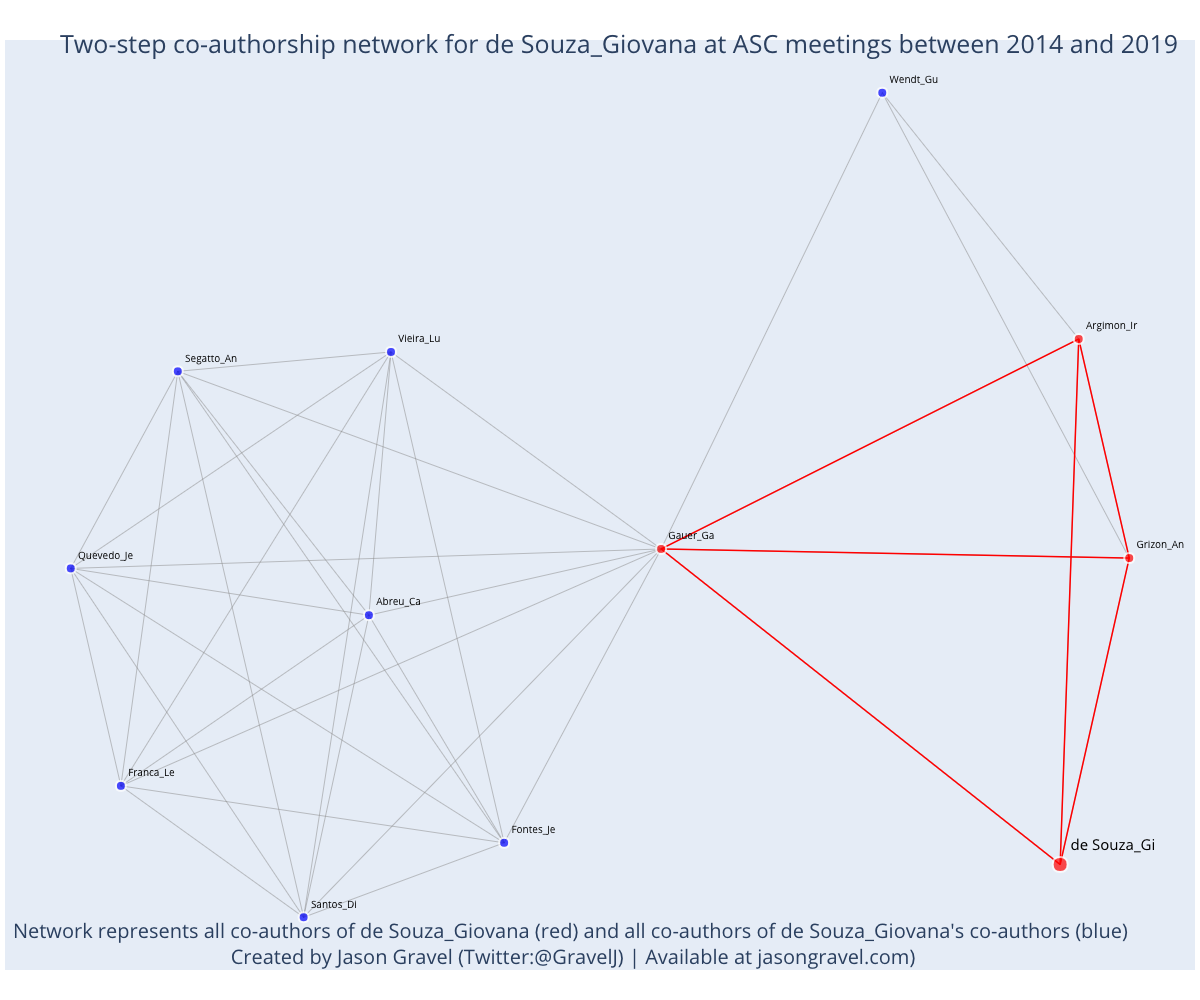 Two-step co-authorship network for de Souza_Giovana at ASC meetings between 2014 and 2019
Wendt_Gu
Argimon_Ir
Vieira_Lu
Segatto_An
Gauer_Ga
Grizon_An
Quevedo_Je
Abreu_Ca
Franca_Le
Fontes_Je
de Souza_Gi
Santos_Di
Network represents all co-authors of de Souza_Giovana (red) and all co-authors of de Souza_Giovana's co-authors (blue)
Created by Jason Gravel (Twitter:@GravelJ) | Available at jasongravel.com)